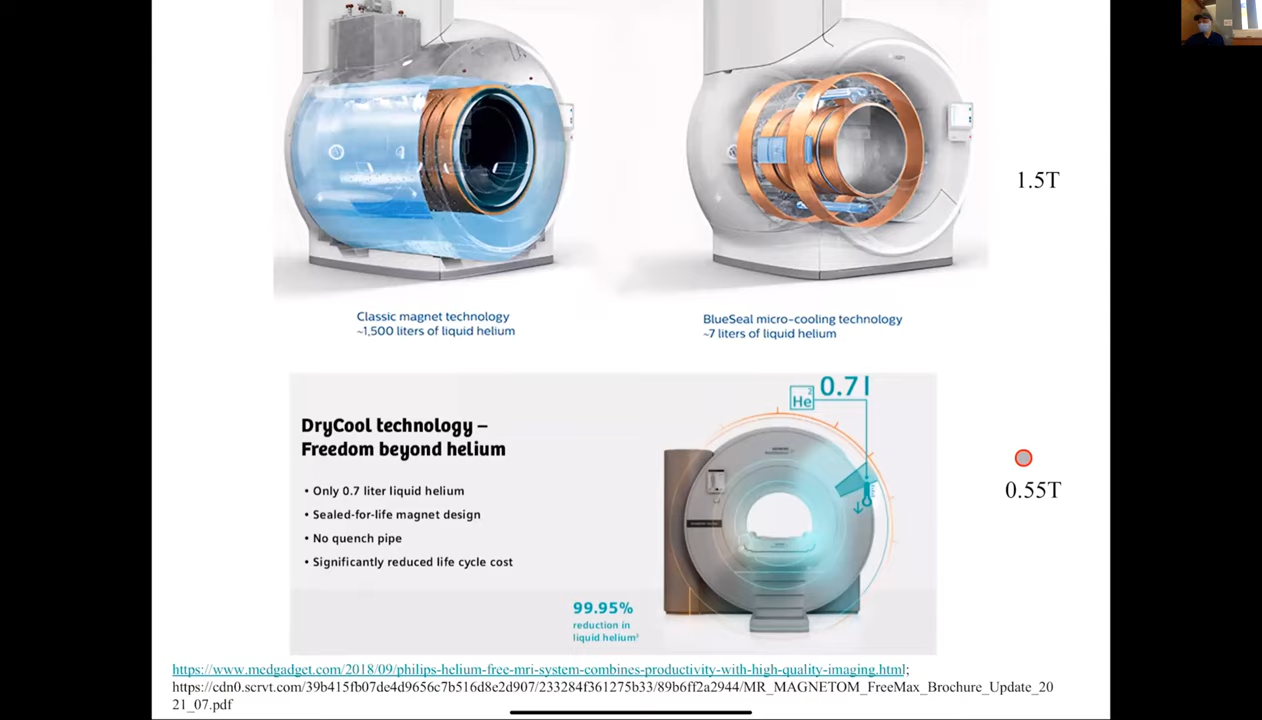 1.5T
Classic magnet technology
~1,500 liters of liquid helium
BlueSeal micro-cooling technology
~7 liters of liquid helium
He 2
0.7 l
DryCool technology –
Freedom beyond helium
• Only 0.7 liter liquid helium
• Sealed-for-life magnet design
• No quench pipe
• Significantly reduced life cycle cost
0.55T
99.95%
reduction in
liquid helium²
https://www.medgadget.com/2018/09/philips-helium-free-mri-system-combines-productivity-with-high-quality-imaging.html;
https://cdn0.scrvt.com/39b415fb07de4d9656c7b516d8e2d907/233284f361275b33/89b6ff2a2944/MR_MAGNETOM_FreeMax_Brochure_Update_20
21_07.pdf